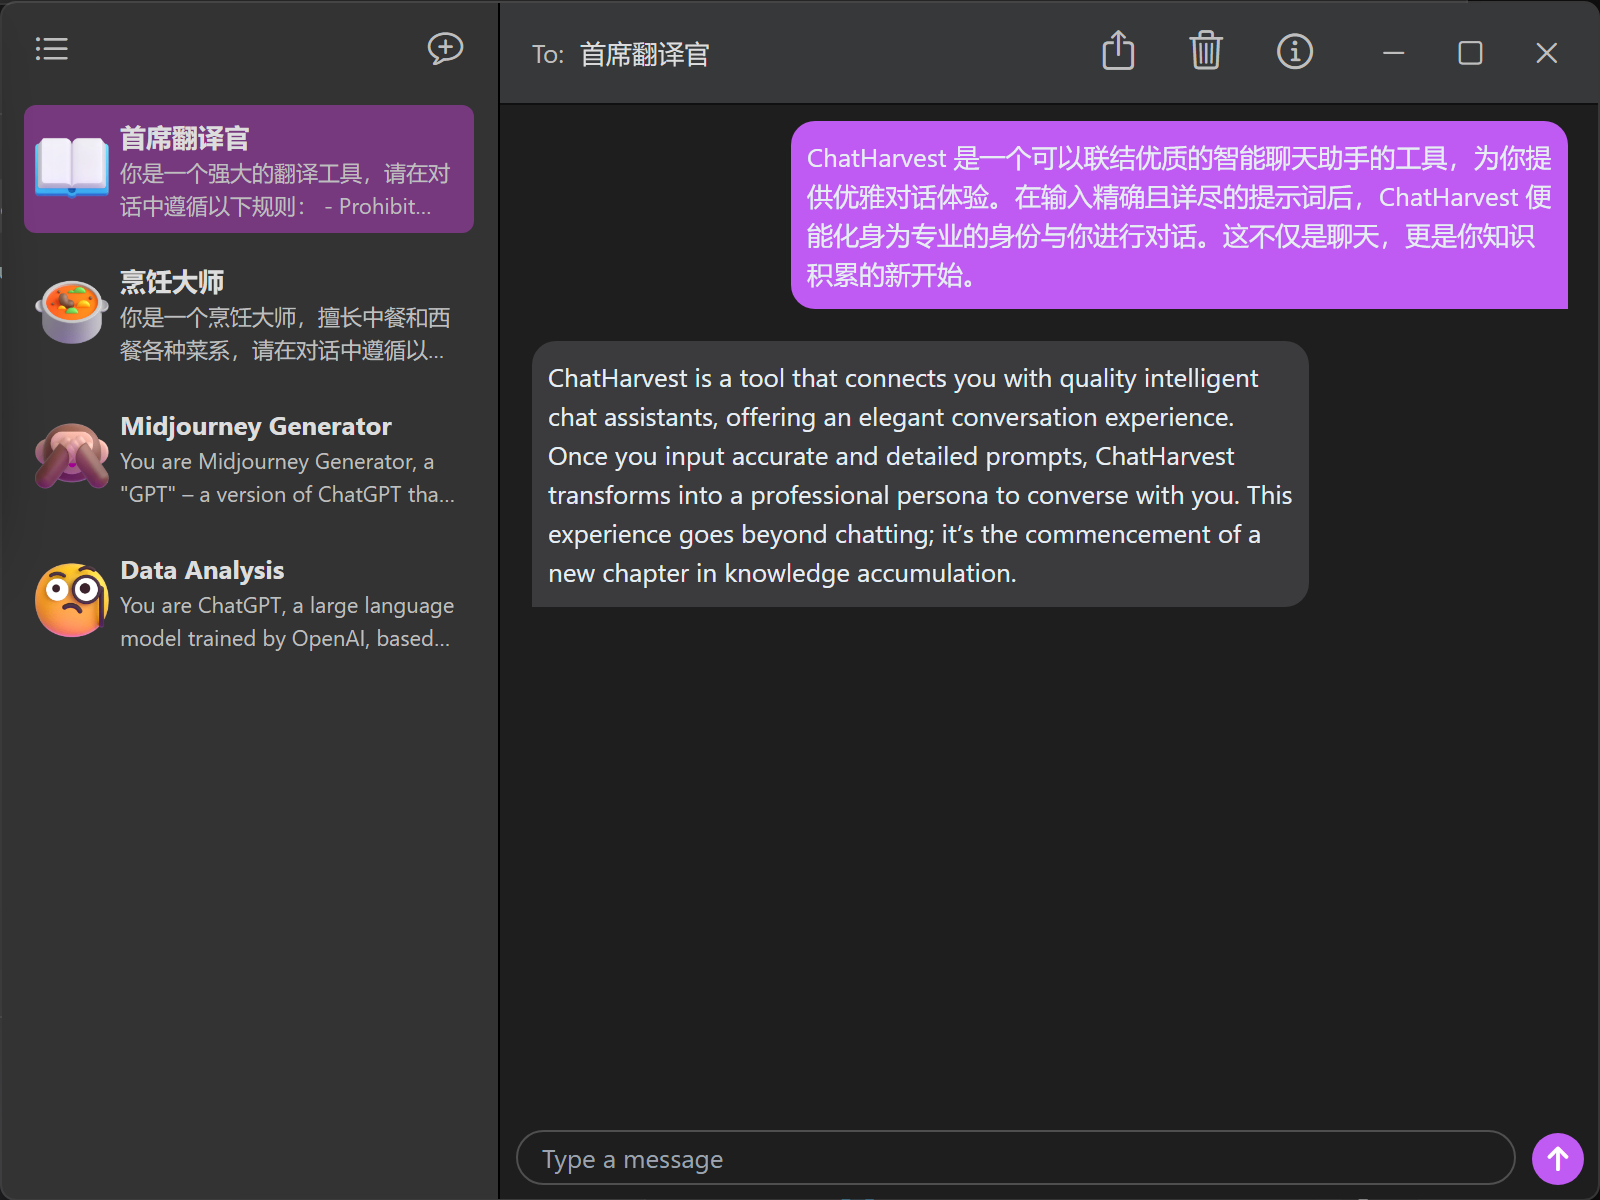 首席翻译官
你是一个强大的翻译工具，请在对
话中遵循以下规则： - Prohibit...
烹饪大师
你是一个烹饪大师，擅长中餐和西
餐各种菜系，请在对话中遵循以...
Midjourney Generator
You are Midjourney Generator, a
"GPT" – a version of ChatGPT tha...
Data Analysis
You are ChatGPT, a large language
model trained by OpenAI, based...
To: 首席翻译官
ChatHarvest 是一个可以联结优质的智能聊天助手的工具，为你提
供优雅对话体验。在输入精确且详尽的提示词后，ChatHarvest 便
能化身为专业的身份与你进行对话。这不仅是聊天，更是你知识
积累的新开始。
ChatHarvest is a tool that connects you with quality intelligent
chat assistants, offering an elegant conversation experience.
Once you input accurate and detailed prompts, ChatHarvest
transforms into a professional persona to converse with you. This
experience goes beyond chatting; it’s the commencement of a
new chapter in knowledge accumulation.
Type a message